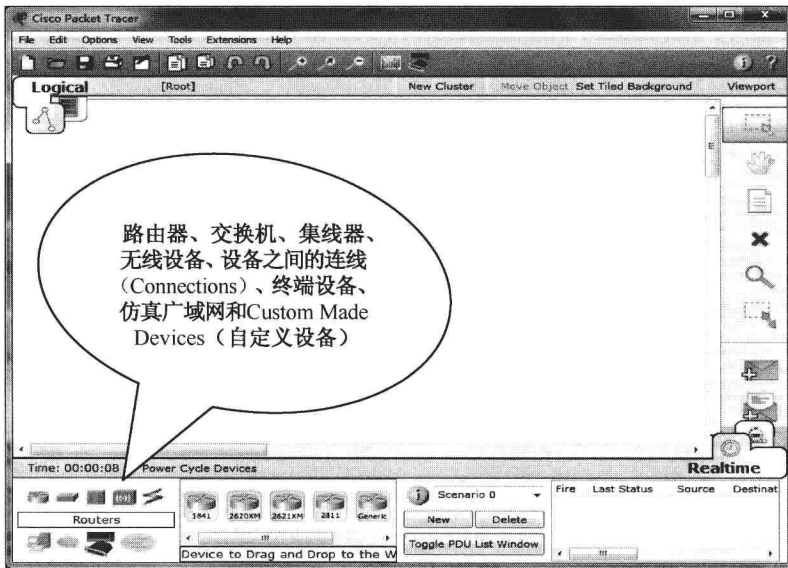 Cisco Packet Tracer
File Edit Options View Tools Extensions Help
Logical [Root] New Cluster Move Object Set Tiled Background Viewport
路由器、交换机、集线器、
无线设备、设备之间的连线
(Connections)、终端设备、
仿真广域网和Custom Made
Devices(自定义设备)
Time: 00:00:08 Power Cycle Devices Realtime
Routers
1841 2620XM 2621XM 2811 Generic
Device to Drag and Drop to the W
Scenario 0
New Delete
Toggle PDU List Window
Fire Last Status Source Destinat